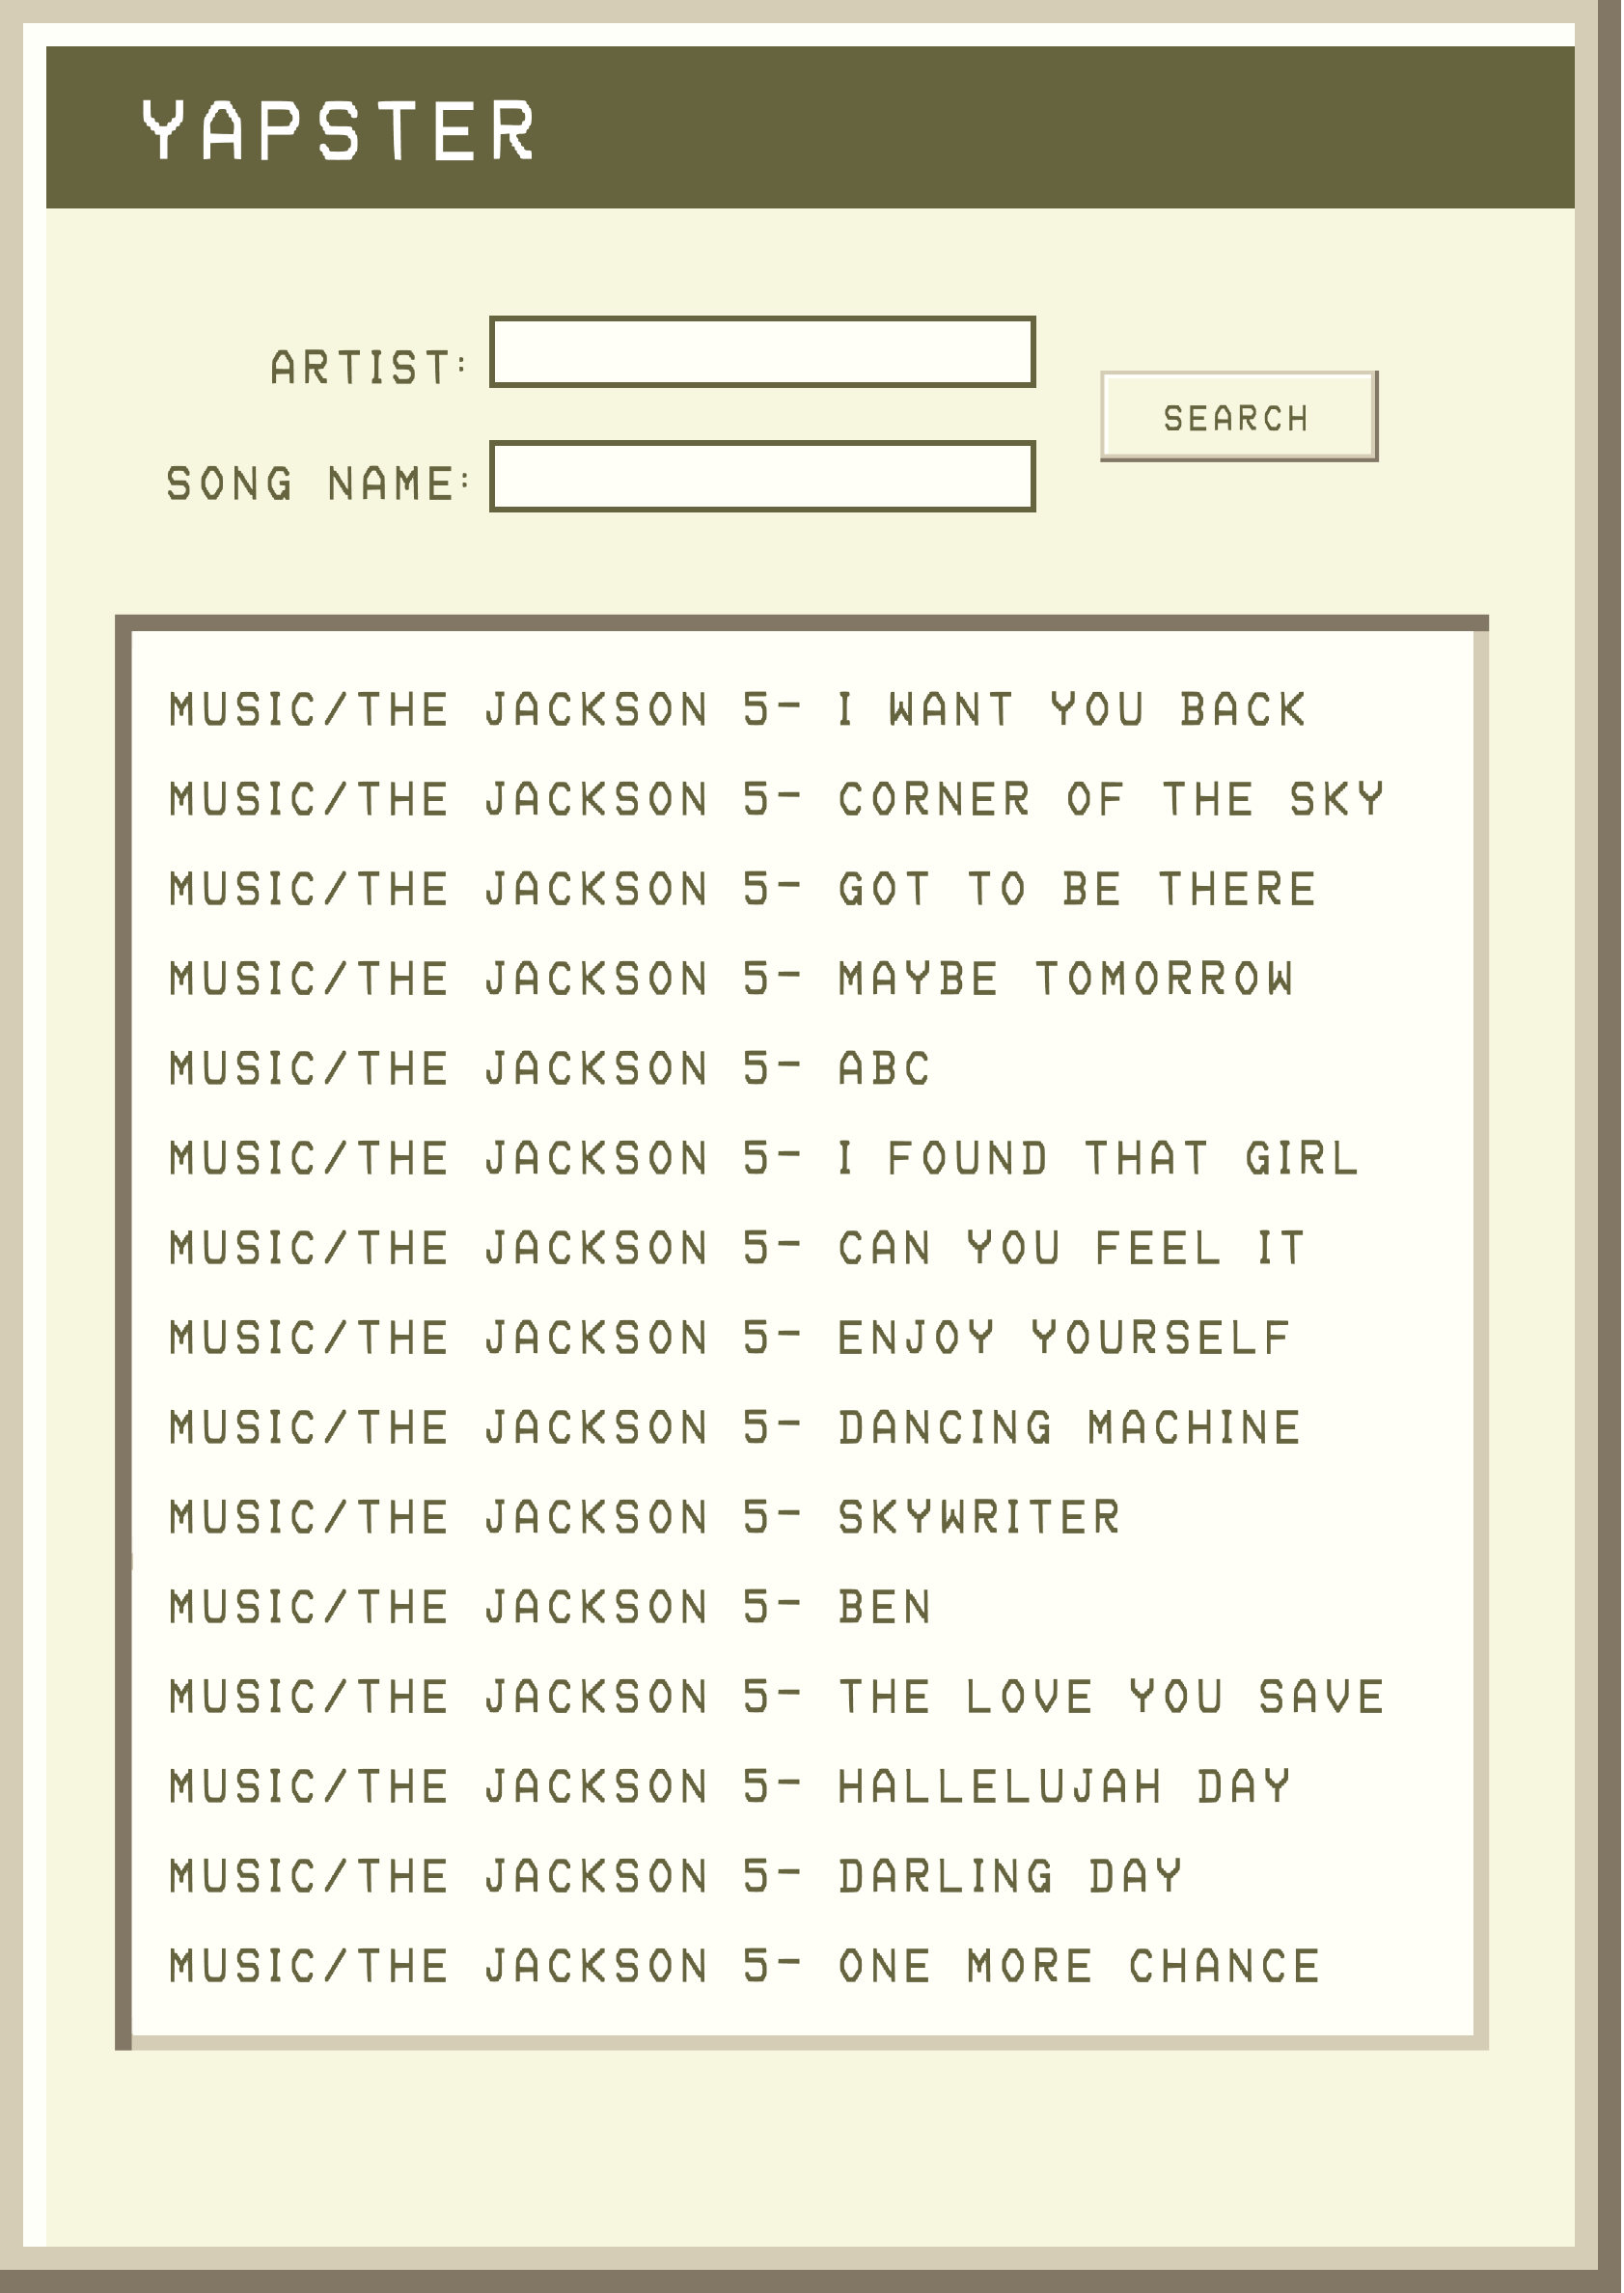 YAPSTER
ARTIST:
SEARCH
SONG NAME:
MUSIC/THE JACKSON 5- I WANT YOU BACK
MUSIC/THE JACKSON 5- CORNER OF THE SKY
MUSIC/THE JACKSON 5- GOT TO BE THERE
MUSIC/THE JACKSON 5- MAYBE TOMORROW
MUSIC/THE JACKSON 5- ABC
MUSIC/THE JACKSON 5- I FOUND THAT GIRL
MUSIC/THE JACKSON 5- CAN YOU FEEL IT
MUSIC/THE JACKSON 5- ENJOY YOURSELF
MUSIC/THE JACKSON 5- DANCING MACHINE
MUSIC/THE JACKSON 5- SKYWRITER
MUSIC/THE JACKSON 5- BEN
MUSIC/THE JACKSON 5- THE LOVE YOU SAVE
MUSIC/THE JACKSON 5- HALLELUJAH DAY
MUSIC/THE JACKSON 5- DARLING DAY
MUSIC/THE JACKSON 5- ONE MORE CHANCE